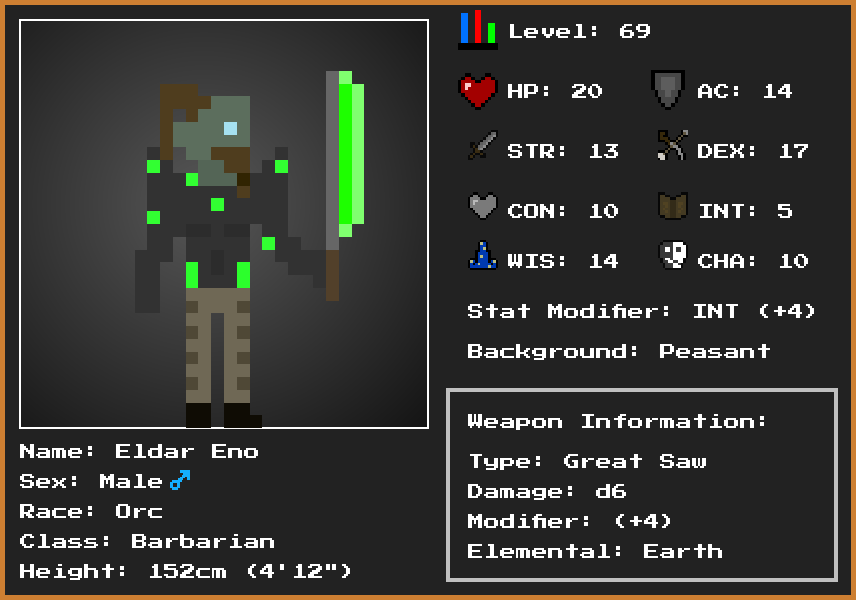 Level: 69
HP: 20 AC: 14
STR: 13 DEX: 17
CON: 10 INT: 5
WIS: 14 CHA: 10
Stat Modifier: INT (+4)
Background: Peasant
Weapon Information:
Type: Great Saw
Damage: d6
Modifier: (+4)
Elemental: Earth
Name: Eldar Eno
Sex: Male♂
Race: Orc
Class: Barbarian
Height: 152cm (4'12")